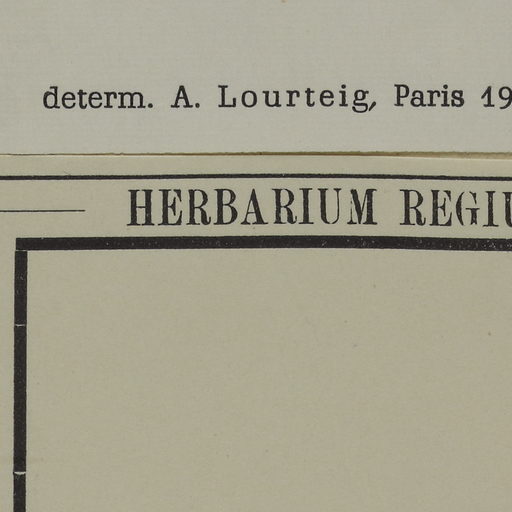 determ. A. Lourteig, Paris 19
HERBARIUM REGIU